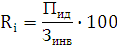 Rᵢ = Пид / Зинв · 100